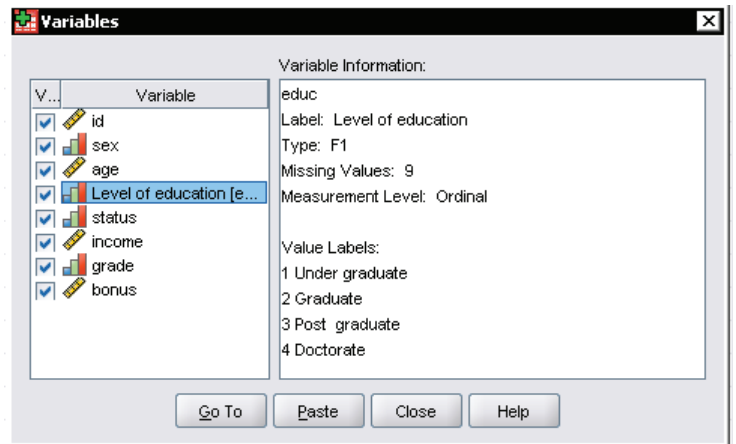 Variables
Variable Information:
V... Variable
id
sex
age
Level of education [e...
status
income
grade
bonus
educ
Label: Level of education
Type: F1
Missing Values: 9
Measurement Level: Ordinal
Value Labels:
1 Under graduate
2 Graduate
3 Post graduate
4 Doctorate
Go To Paste Close Help